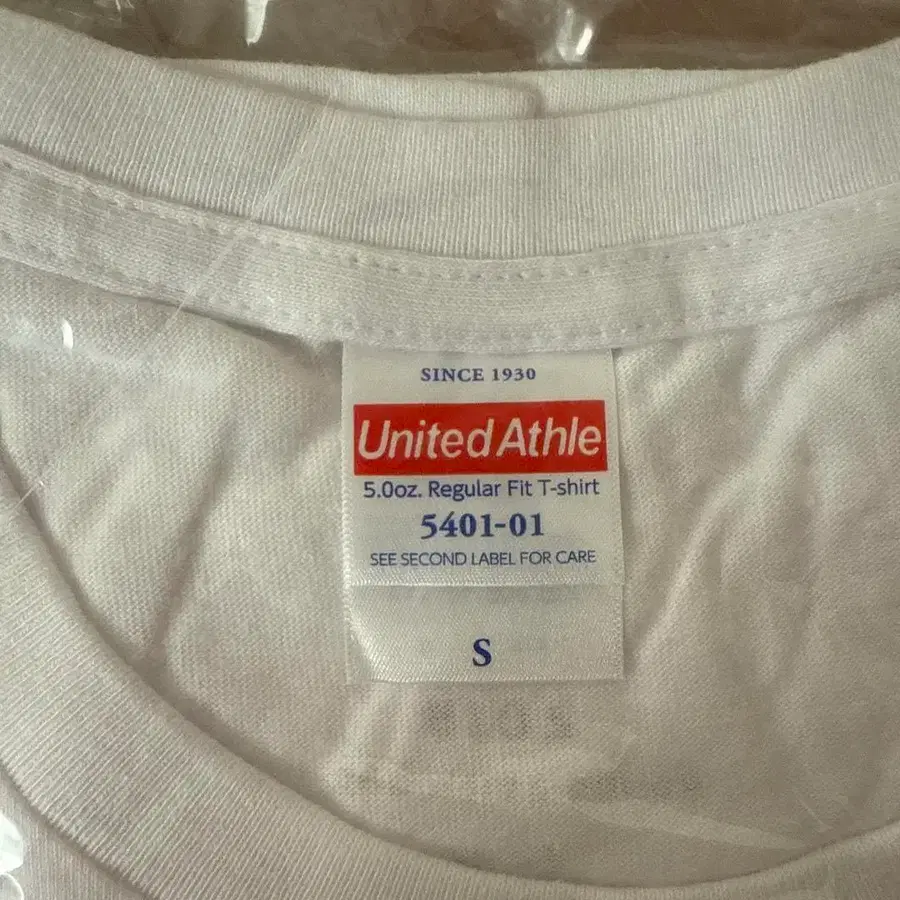 SINCE 1930
United Athle
5.0oz. Regular Fit T-shirt
5401-01
SEE SECOND LABEL FOR CARE
S